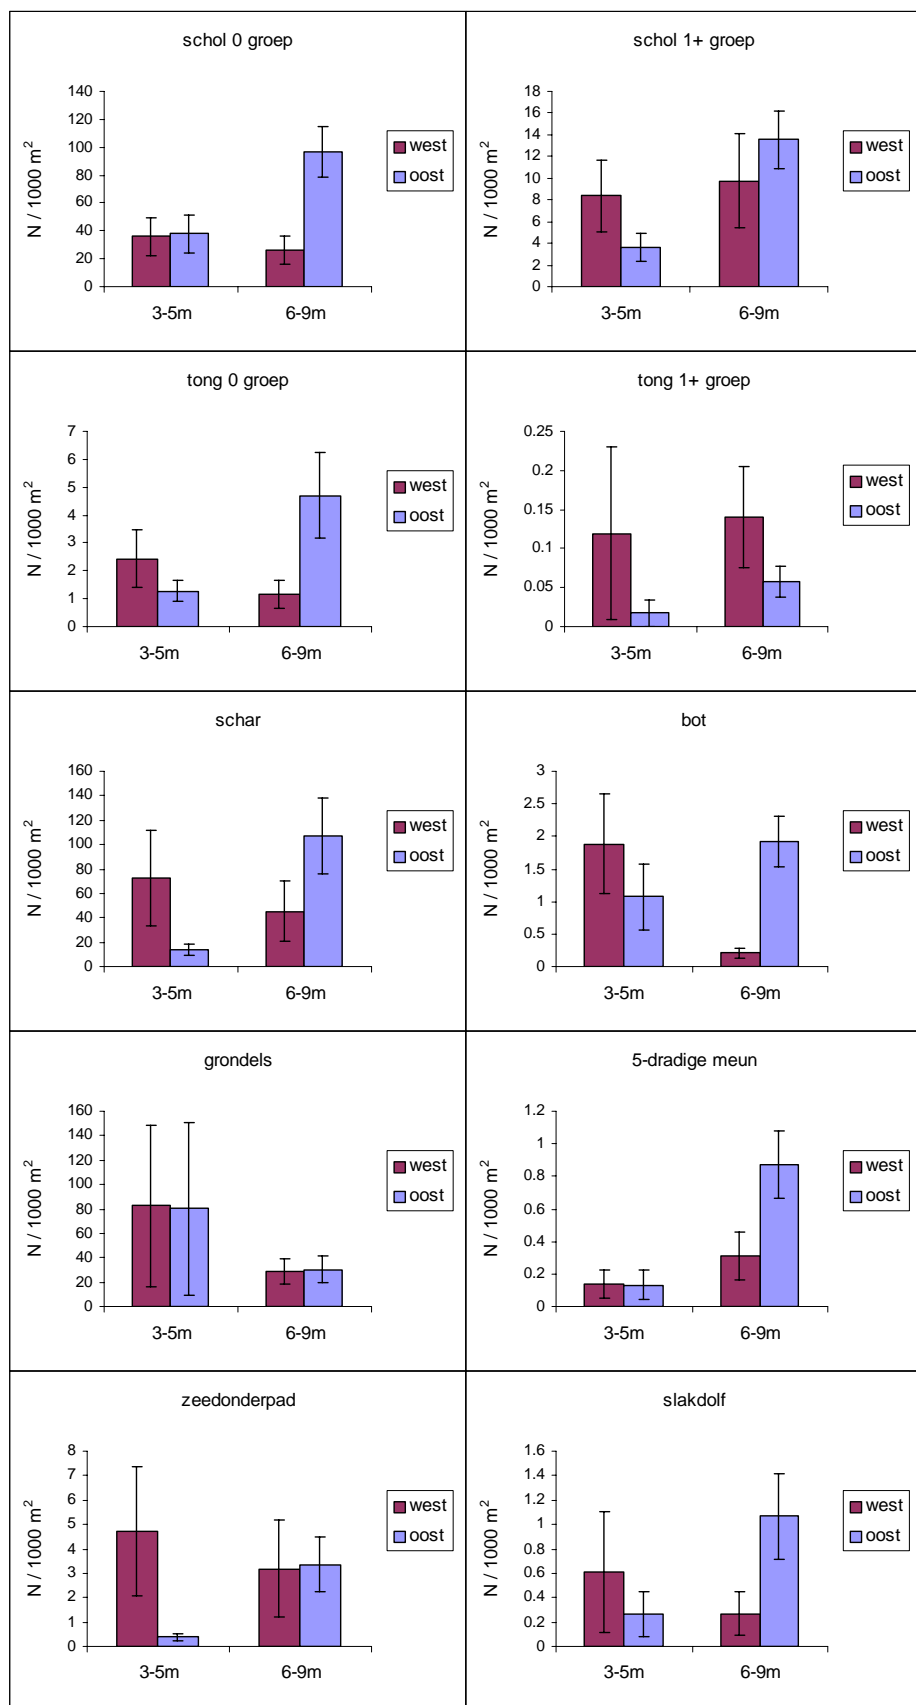 schol 0 groep
N / 1000 m²
140
120
100
80
60
40
20
0
3-5m
6-9m
west
oost
schol 1+ groep
N / 1000 m²
18
16
14
12
10
8
6
4
2
0
3-5m
6-9m
west
oost
tong 0 groep
N / 1000 m²
7
6
5
4
3
2
1
0
3-5m
6-9m
west
oost
tong 1+ groep
N / 1000 m²
0.25
0.2
0.15
0.1
0.05
0
3-5m
6-9m
west
oost
schar
N / 1000 m²
160
140
120
100
80
60
40
20
0
3-5m
6-9m
west
oost
bot
N / 1000 m²
3
2.5
2
1.5
1
0.5
0
3-5m
6-9m
west
oost
grondels
N / 1000 m²
160
140
120
100
80
60
40
20
0
3-5m
6-9m
west
oost
5-dradige meun
N / 1000 m²
1.2
1
0.8
0.6
0.4
0.2
0
3-5m
6-9m
west
oost
zeedonderpad
N / 1000 m²
8
7
6
5
4
3
2
1
0
3-5m
6-9m
west
oost
slakdolf
N / 1000 m²
1.6
1.4
1.2
1
0.8
0.6
0.4
0.2
0
3-5m
6-9m
west
oost